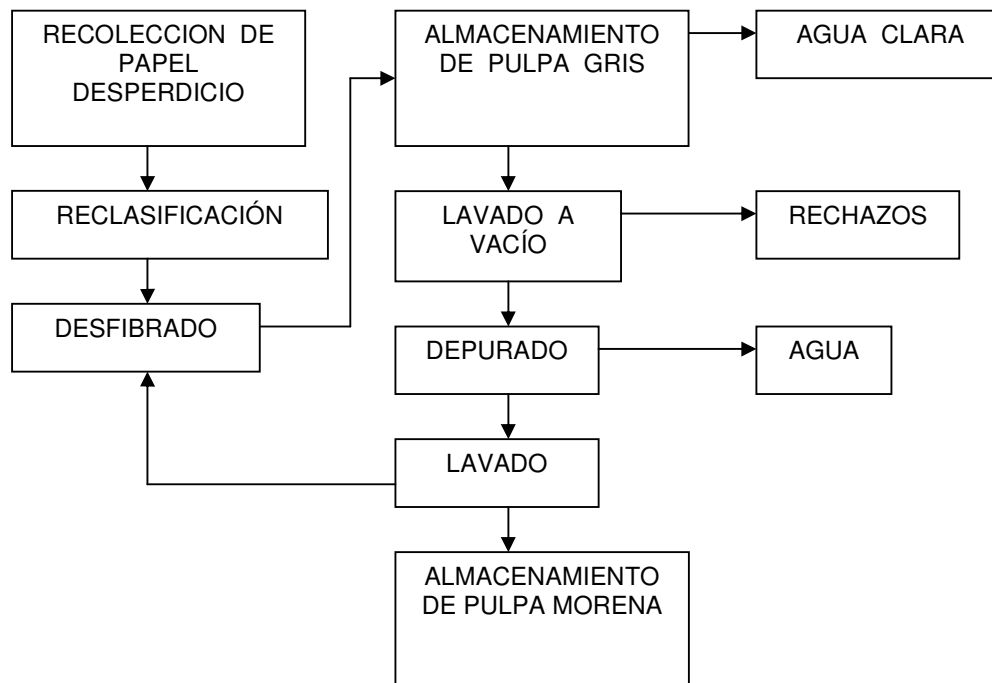 RECOLECCION DE
PAPEL
DESPERDICIO
RECLASIFICACIÓN
DESFIBRADO
ALMACENAMIENTO
DE PULPA GRIS
LAVADO A
VACÍO
DEPURADO
LAVADO
ALMACENAMIENTO
DE PULPA MORENA
AGUA CLARA
RECHAZOS
AGUA